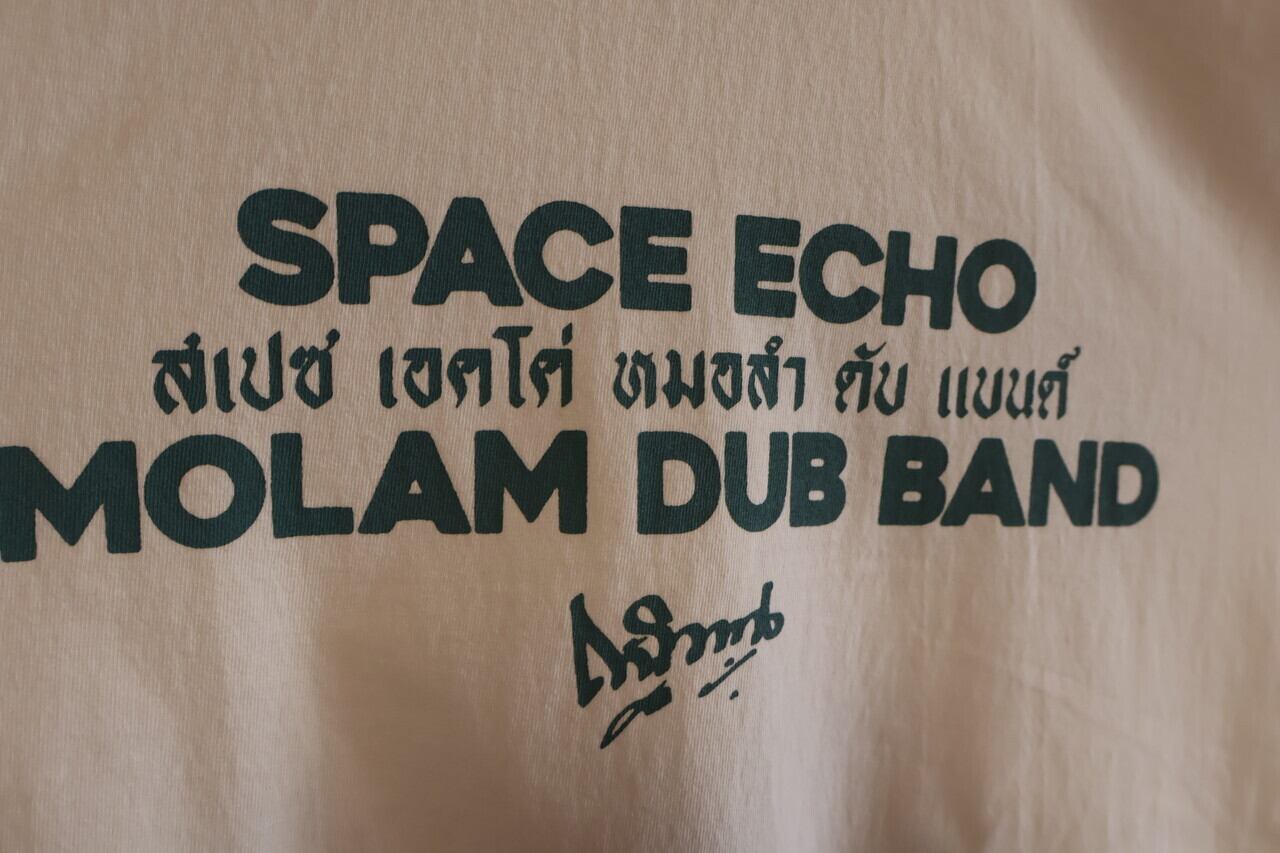 SPACE ECHO
สเปซ เอคโค่ หมอลำ ดับ แบนด์
MOLAM DUB BAND